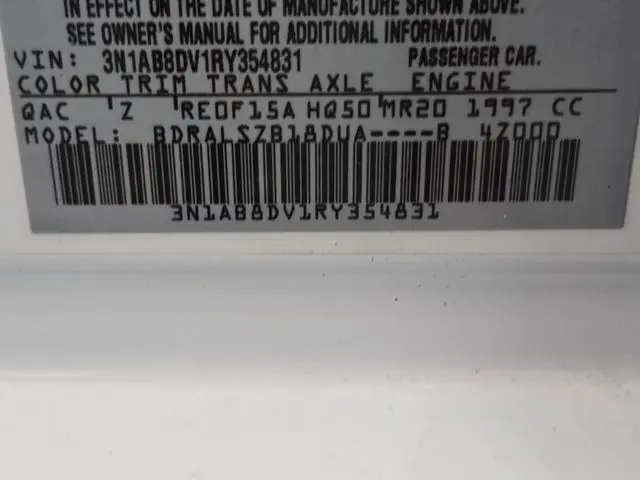 IN EFFECT ON THE DATE OF MANUFACTURE SHOWN ABOVE.
SEE OWNER'S MANUAL FOR ADDITIONAL INFORMATION.
VIN: 3N1AB8DV1RY354831 PASSENGER CAR.
COLOR TRIM TRANS AXLE ENGINE
QAC Z RE0F15A HQ50 MR20 1997 CC
MODEL: BDRALSZB18DUA----B 4Z000
3N1AB8DV1RY354831